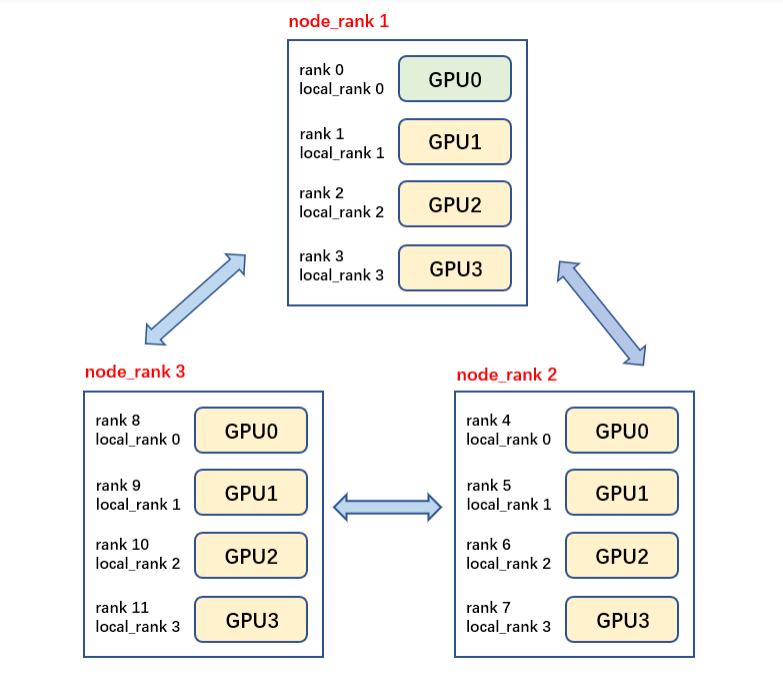 node_rank 1
rank 0
local_rank 0
GPU0
rank 1
local_rank 1
GPU1
rank 2
local_rank 2
GPU2
rank 3
local_rank 3
GPU3
node_rank 3
rank 8
local_rank 0
GPU0
rank 9
local_rank 1
GPU1
rank 10
local_rank 2
GPU2
rank 11
local_rank 3
GPU3
node_rank 2
rank 4
local_rank 0
GPU0
rank 5
local_rank 1
GPU1
rank 6
local_rank 2
GPU2
rank 7
local_rank 3
GPU3